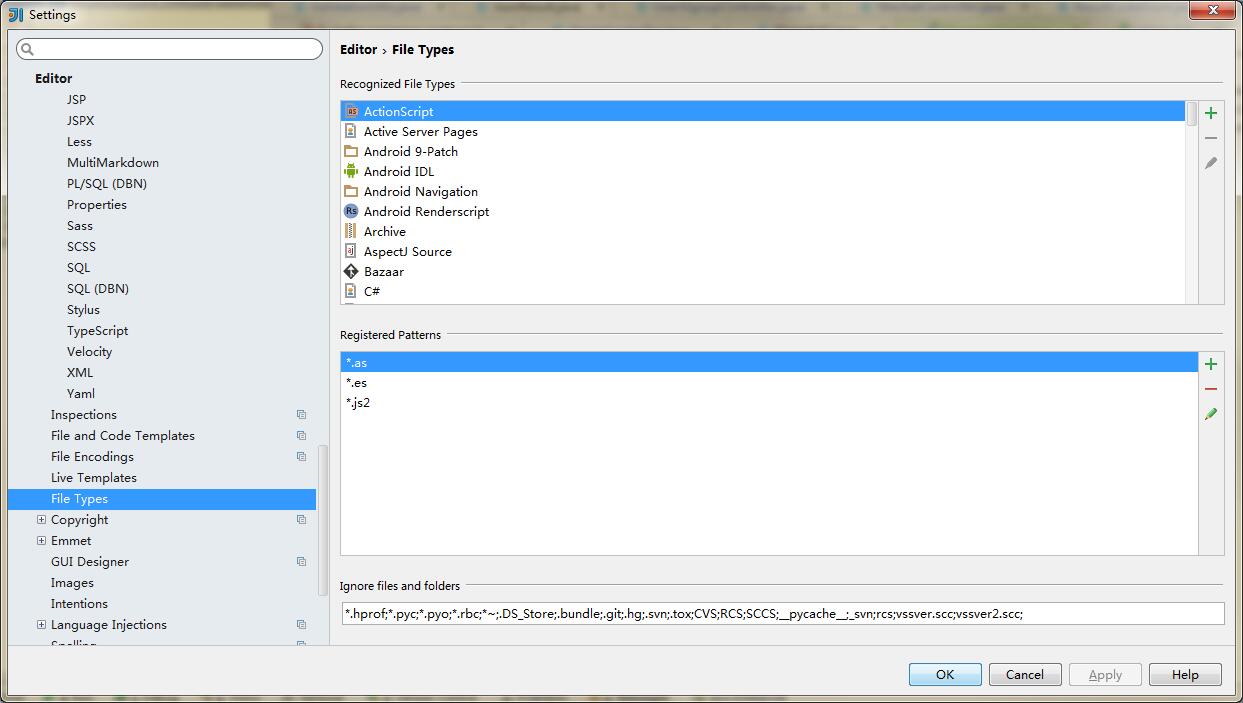 Settings
Editor
JSP
JSPX
Less
MultiMarkdown
PL/SQL (DBN)
Properties
Sass
SCSS
SQL
SQL (DBN)
Stylus
TypeScript
Velocity
XML
Yaml
Inspections
File and Code Templates
File Encodings
Live Templates
File Types
Copyright
Emmet
GUI Designer
Images
Intentions
Language Injections
Editor › File Types
Recognized File Types
ActionScript
Active Server Pages
Android 9-Patch
Android IDL
Android Navigation
Android Renderscript
Archive
AspectJ Source
Bazaar
C#
Registered Patterns
*.as
*.es
*.js2
Ignore files and folders
*.hprof;*.pyc;*.pyo;*.rbc;*~;.DS_Store;.bundle;.git;.hg;.svn;.tox;CVS;RCS;SCCS;__pycache__;_svn;rcs;vssver.scc;vssver2.scc;
OK Cancel Apply Help